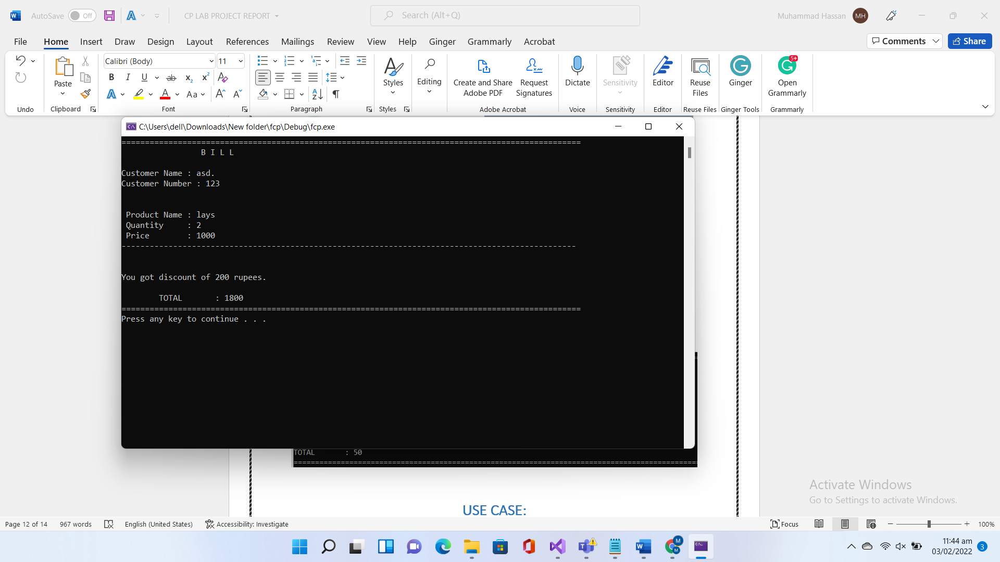 AutoSave Off CP LAB PROJECT REPORT Search (Alt+Q) Muhammad Hassan MH
File Home Insert Draw Design Layout References Mailings Review View Help Ginger Grammarly Acrobat Comments Share
Calibri (Body) 11
Paste
Styles
Editing
Create and Share
Adobe PDF
Request
Signatures
Dictate
Sensitivity
Editor
Reuse
Files
Ginger
5+
Open
Grammarly
Undo Clipboard Font Paragraph Styles Adobe Acrobat Voice Sensitivity Editor Reuse Files Ginger Tools Grammarly
C:\Users\dell\Downloads\New folder\fcp\Debug\fcp.exe
==================================================================================================
B I L L
Customer Name : asd.
Customer Number : 123
Product Name : lays
Quantity : 2
Price : 1000
-------------------------------------------------------------------------------------------------
You got discount of 200 rupees.
TOTAL : 1800
==================================================================================================
Press any key to continue . . .
TOTAL : 50
USE CASE:
Activate Windows
Go to Settings to activate Windows.
Page 12 of 14 967 words English (United States) Accessibility: Investigate Focus 100%
11:44 am
03/02/2022 3